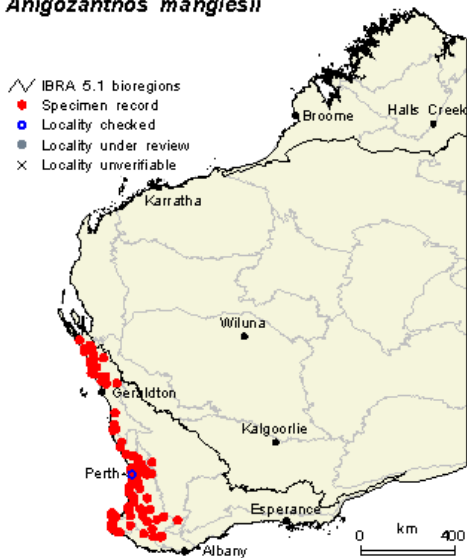 Anigozanthos manglesii
IBRA 5.1 bioregions
Specimen record
Locality checked
Locality under review
Locality unverifiable
Broome
Halls Creek
Karratha
Wiluna
Geraldton
Kalgoorlie
Perth
Esperance
Albany
km
0 400